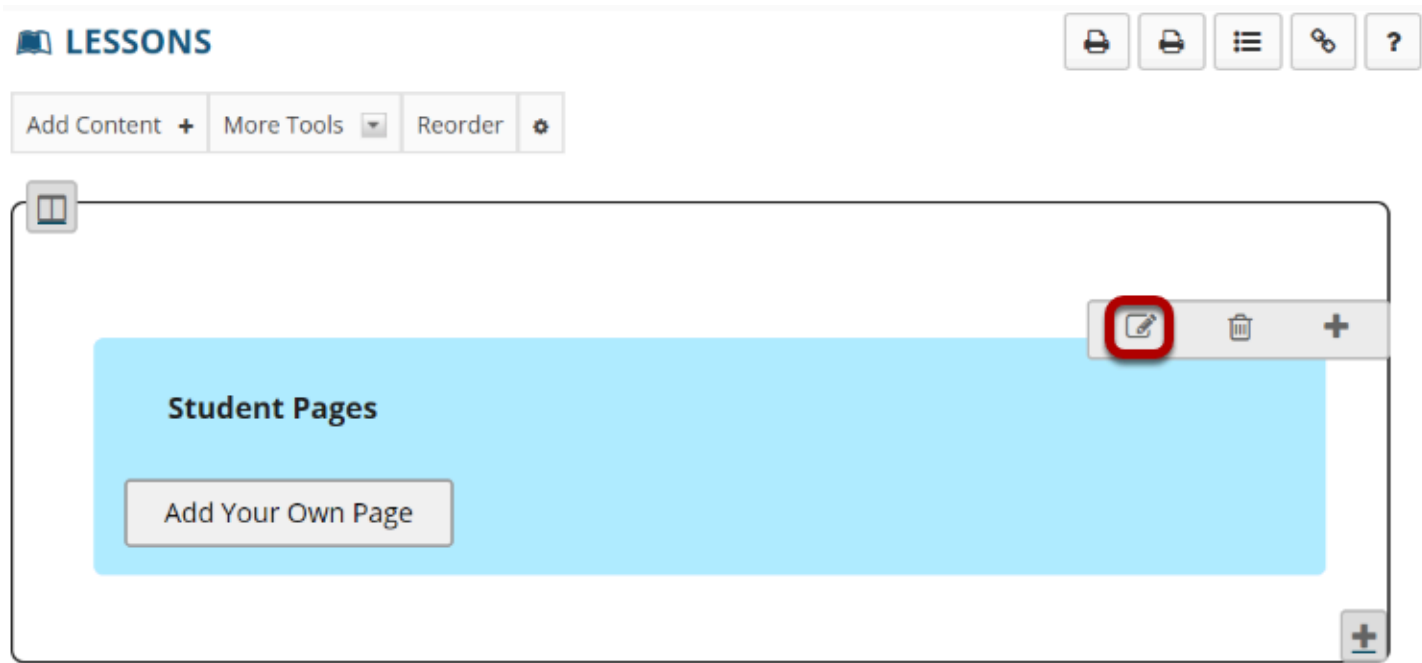 LESSONS
?
Add Content +
More Tools
Reorder
Student Pages
Add Your Own Page